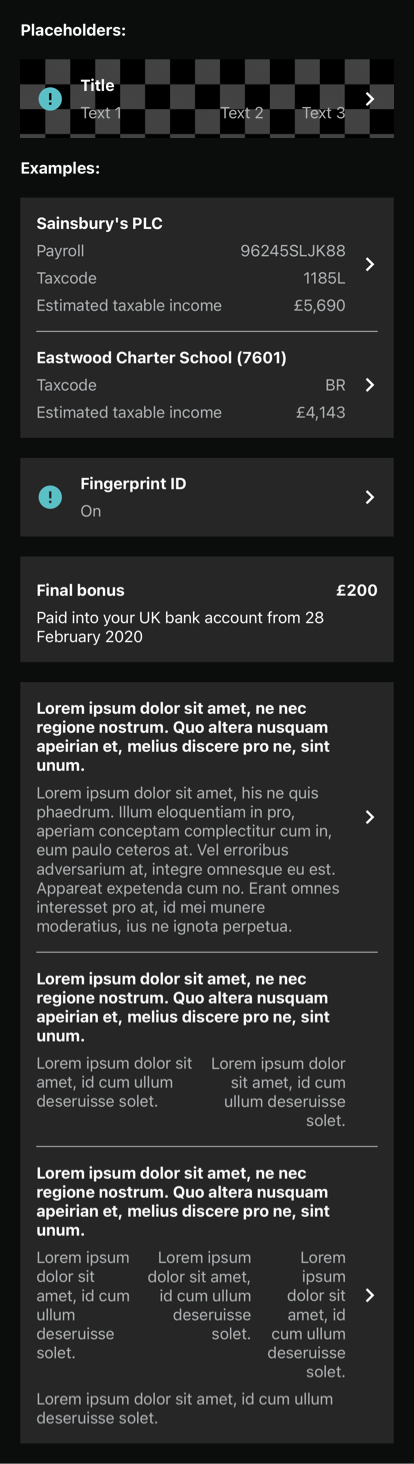 Placeholders:
Title
Text 1 Text 2 Text 3
Examples:
Sainsbury's PLC
Payroll 96245SLJK88
Taxcode 1185L
Estimated taxable income £5,690
Eastwood Charter School (7601)
Taxcode BR
Estimated taxable income £4,143
Fingerprint ID
On
Final bonus £200
Paid into your UK bank account from 28
February 2020
Lorem ipsum dolor sit amet, ne nec
regione nostrum. Quo altera nusquam
apeirian et, melius discere pro ne, sint
unum.
Lorem ipsum dolor sit amet, his ne quis
phaedrum. Illum eloquentiam in pro,
aperiam conceptam complectitur cum in,
eum paulo ceteros at. Vel erroribus
adversarium at, integre omnesque eu est.
Appareat expetenda cum no. Erant omnes
interesset pro at, id mei munere
moderatius, ius ne ignota perpetua.
Lorem ipsum dolor sit amet, ne nec
regione nostrum. Quo altera nusquam
apeirian et, melius discere pro ne, sint
unum.
Lorem ipsum dolor sit
amet, id cum ullum
deseruisse solet.
Lorem ipsum dolor
sit amet, id cum
ullum deseruisse
solet.
Lorem ipsum dolor sit amet, ne nec
regione nostrum. Quo altera nusquam
apeirian et, melius discere pro ne, sint
unum.
Lorem ipsum
dolor sit
amet, id cum
ullum
deseruisse
solet.
Lorem ipsum
dolor sit amet,
id cum ullum
deseruisse
solet.
Lorem
ipsum
dolor sit
amet, id
cum ullum
deseruisse
solet.
Lorem ipsum dolor sit amet, id cum ullum
deseruisse solet.